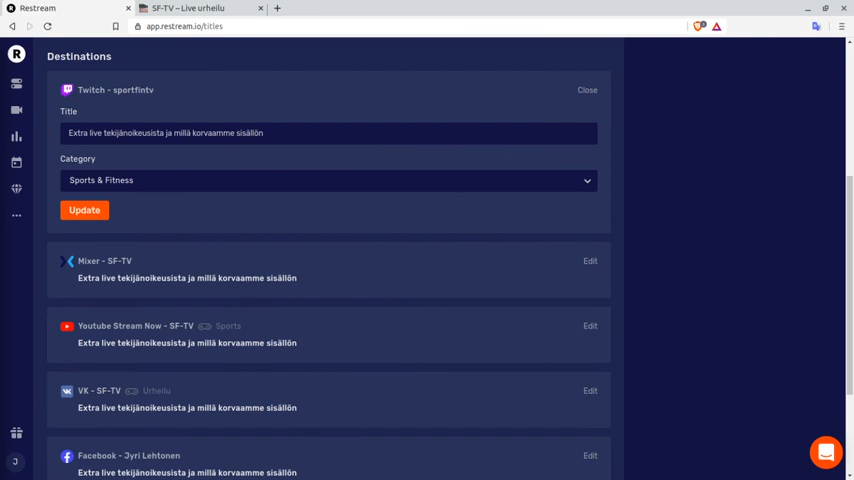 Restream
SF-TV – Live urheilu
app.restream.io/titles
R
Destinations
Twitch - sportfintv
Close
Title
Extra live tekijänoikeusista ja millä korvaamme sisällön
Category
Sports & Fitness
Update
Mixer - SF-TV
Edit
Extra live tekijänoikeusista ja millä korvaamme sisällön
Youtube Stream Now - SF-TV Sports
Edit
Extra live tekijänoikeusista ja millä korvaamme sisällön
VK - SF-TV Urheilu
Edit
Extra live tekijänoikeusista ja millä korvaamme sisällön
Facebook - Jyri Lehtonen
Edit
Extra live tekijänoikeusista ja millä korvaamme sisällön
J